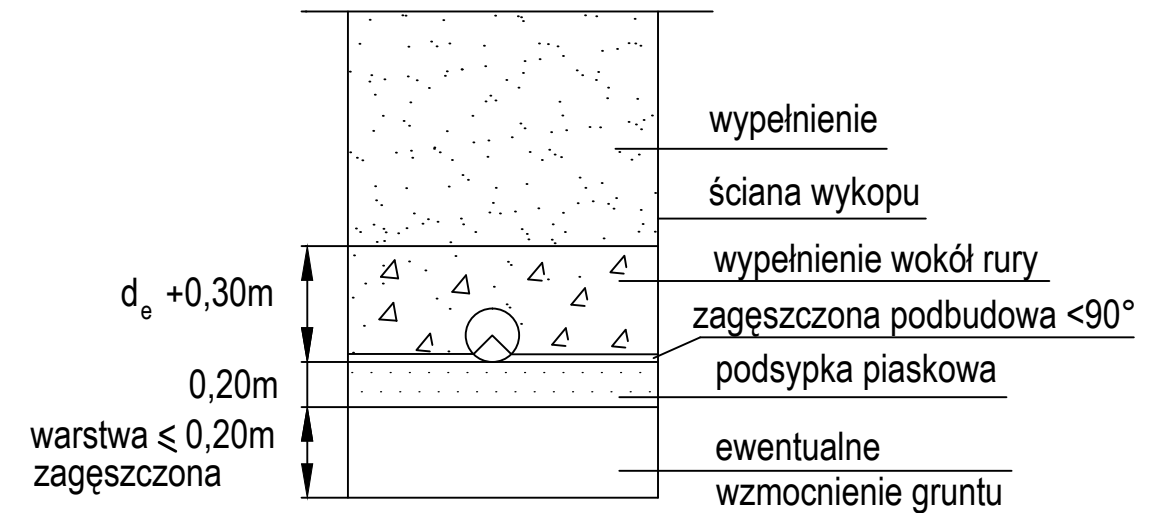 wypełnienie
ściana wykopu
wypełnienie wokół rury
dₑ +0,30m
zagęszczona podbudowa <90°
podsypka piaskowa
0,20m
warstwa ⩽ 0,20m
zagęszczona
ewentualne
wzmocnienie gruntu